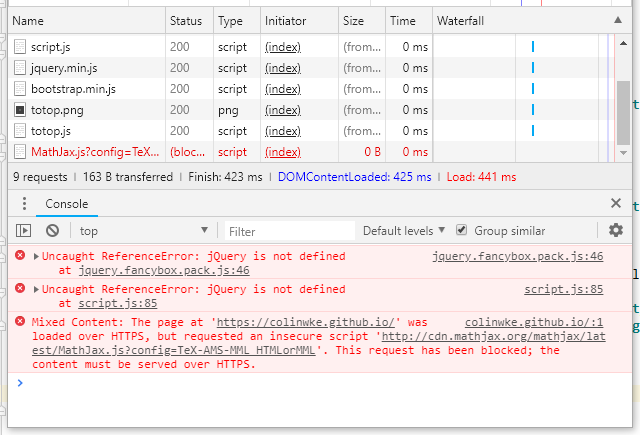 Name Status Type Initiator Size Time Waterfall
script.js 200 script (index) (from... 0 ms
jquery.min.js 200 script (index) (from... 0 ms
bootstrap.min.js 200 script (index) (from... 0 ms
totop.png 200 png (index) (from... 0 ms
totop.js 200 script (index) (from... 0 ms
MathJax.js?config=TeX... (bloc... script (index) 0 B 0 ms
9 requests | 163 B transferred | Finish: 423 ms | DOMContentLoaded: 425 ms | Load: 441 ms
Console
top Filter Default levels Group similar
Uncaught ReferenceError: jQuery is not defined jquery.fancybox.pack.js:46
at jquery.fancybox.pack.js:46
Uncaught ReferenceError: jQuery is not defined script.js:85
at script.js:85
Mixed Content: The page at 'https://colinwke.github.io/' was colinwke.github.io/:1
loaded over HTTPS, but requested an insecure script 'http://cdn.mathjax.org/mathjax/lat
est/MathJax.js?config=TeX-AMS-MML_HTMLorMML'. This request has been blocked; the
content must be served over HTTPS.